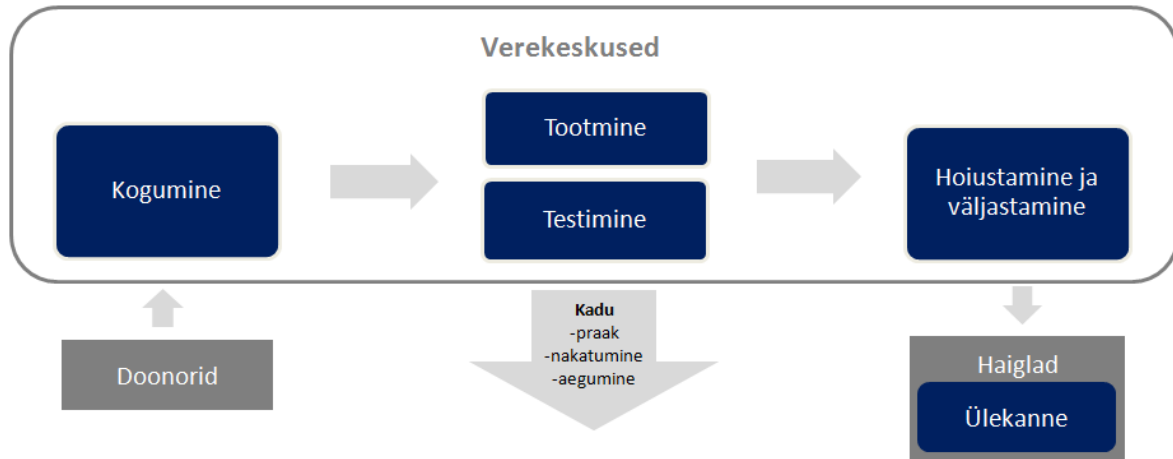 Verekeskused
Kogumine
Tootmine
Testimine
Hoiustamine ja
väljastamine
Doonorid
Kadu
-praak
-nakatumine
-aegumine
Haiglad
Ülekanne